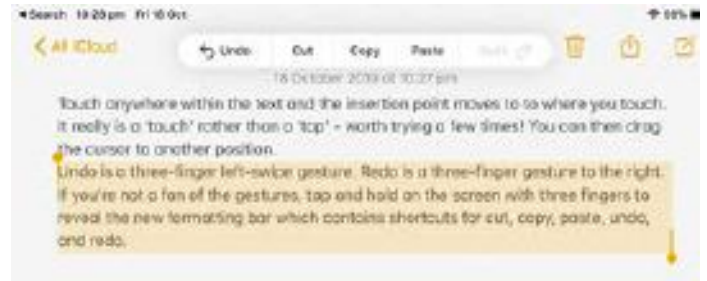 Search 10:28 pm Fri 18 Oct
All iCloud Undo Cut Copy Paste
18 October 2019 at 10:27 pm
Touch anywhere within the text and the insertion point moves to to where you touch.
It really is a 'touch' rather than a 'tap' - worth trying a few times! You can then drag
the cursor to another position.
Undo is a three-finger left-swipe gesture. Redo is a three-finger gesture to the right.
If you're not a fan of the gestures, tap and hold on the screen with three fingers to
reveal the new formatting bar which contains shortcuts for cut, copy, paste, undo,
and redo.